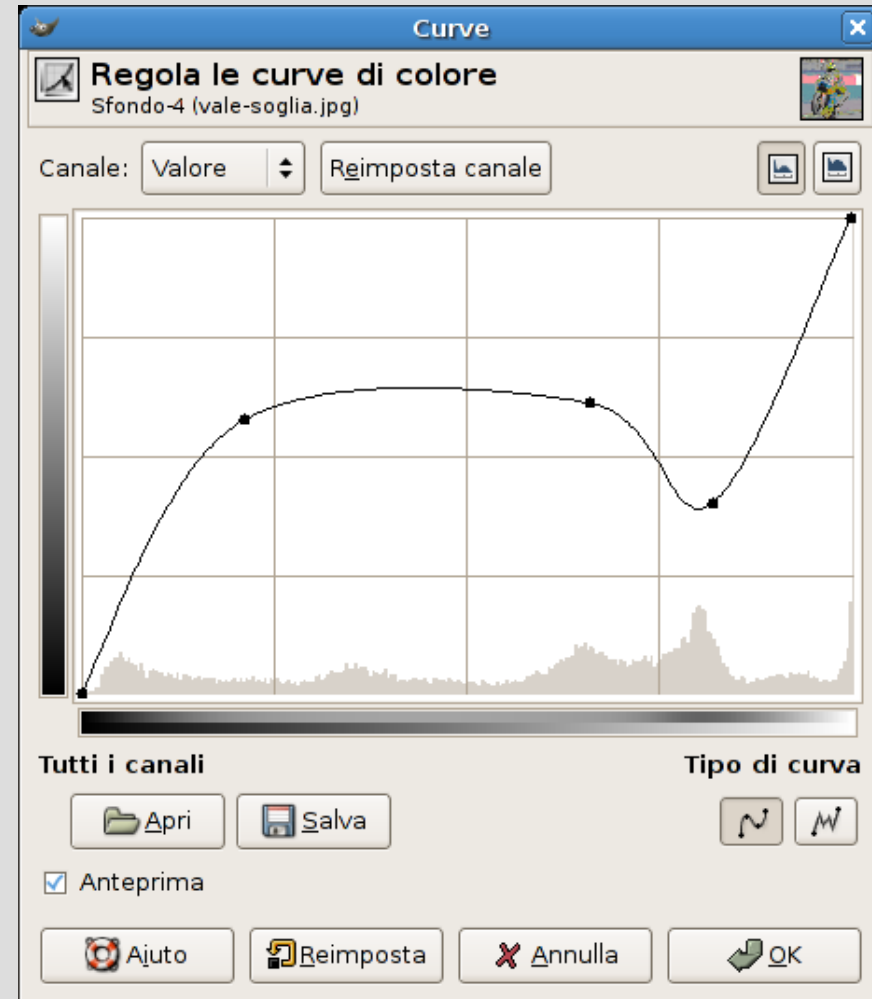 Curve
Regola le curve di colore
Sfondo-4 (vale-soglia.jpg)
Canale: Valore Reimposta canale
Tutti i canali Tipo di curva
Apri Salva
Anteprima
Aiuto Reimposta Annulla OK